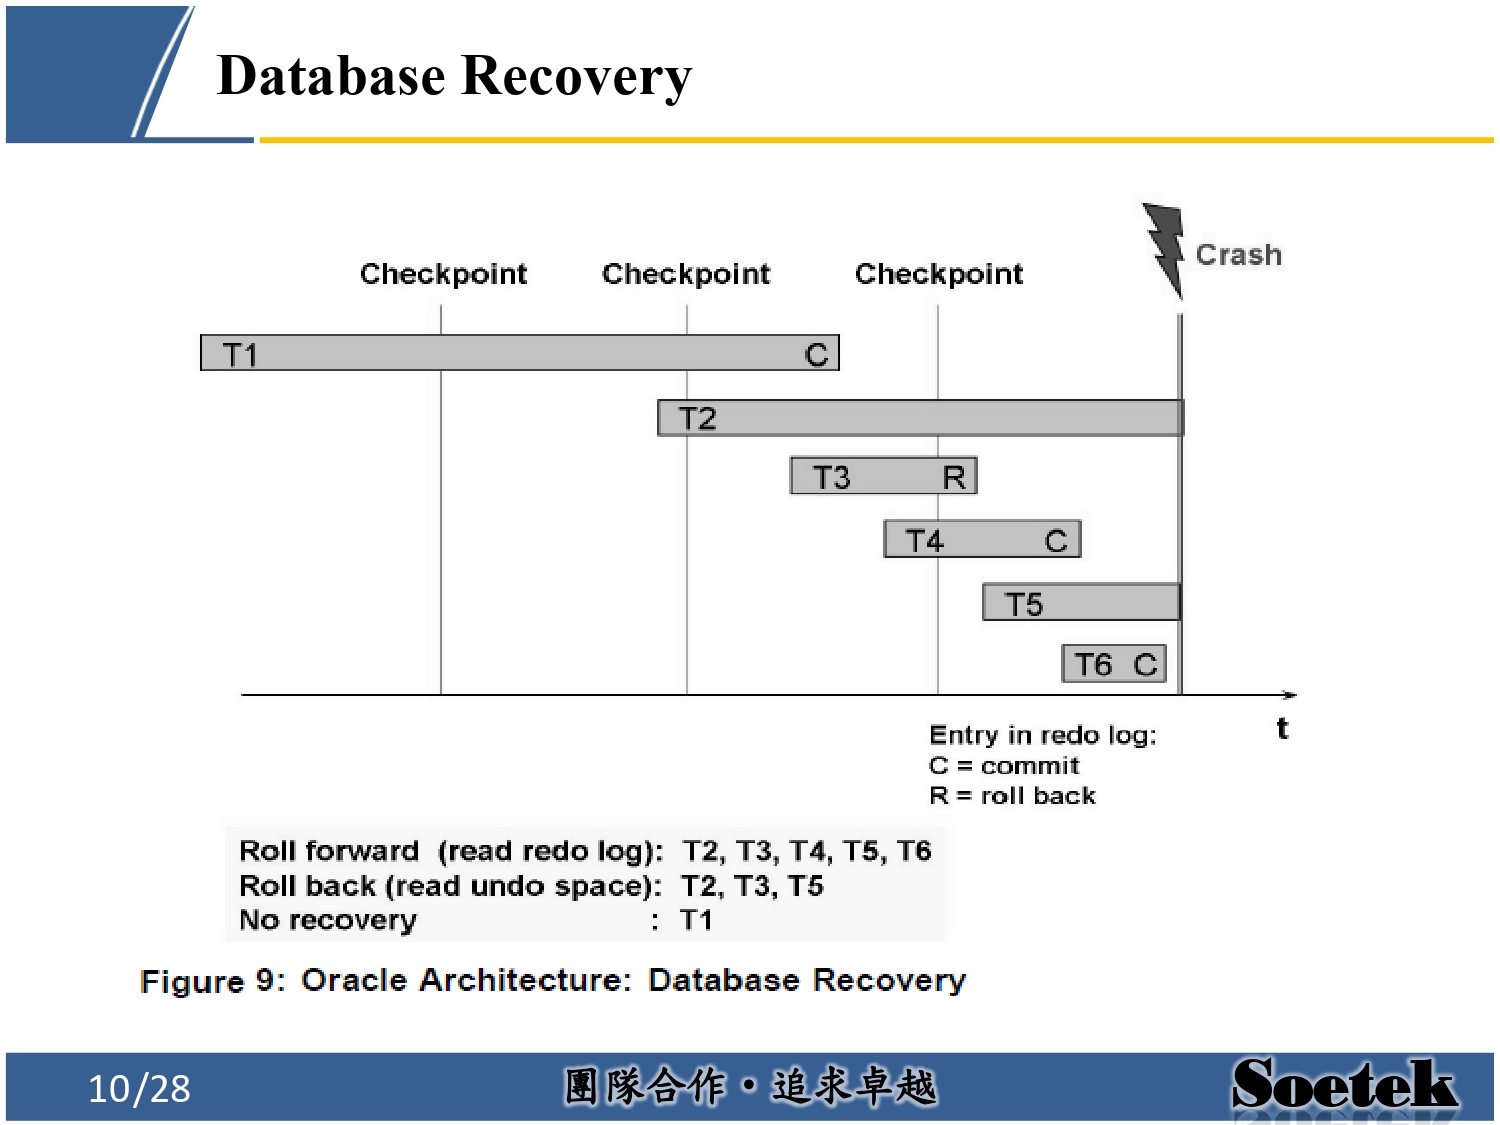 Database Recovery
Crash
Checkpoint Checkpoint Checkpoint
T1 C
T2
T3 R
T4 C
T5
T6 C
t
Entry in redo log:
C = commit
R = roll back
Roll forward (read redo log): T2, T3, T4, T5, T6
Roll back (read undo space): T2, T3, T5
No recovery : T1
Figure 9: Oracle Architecture: Database Recovery
10/28
團隊合作・追求卓越
Soetek